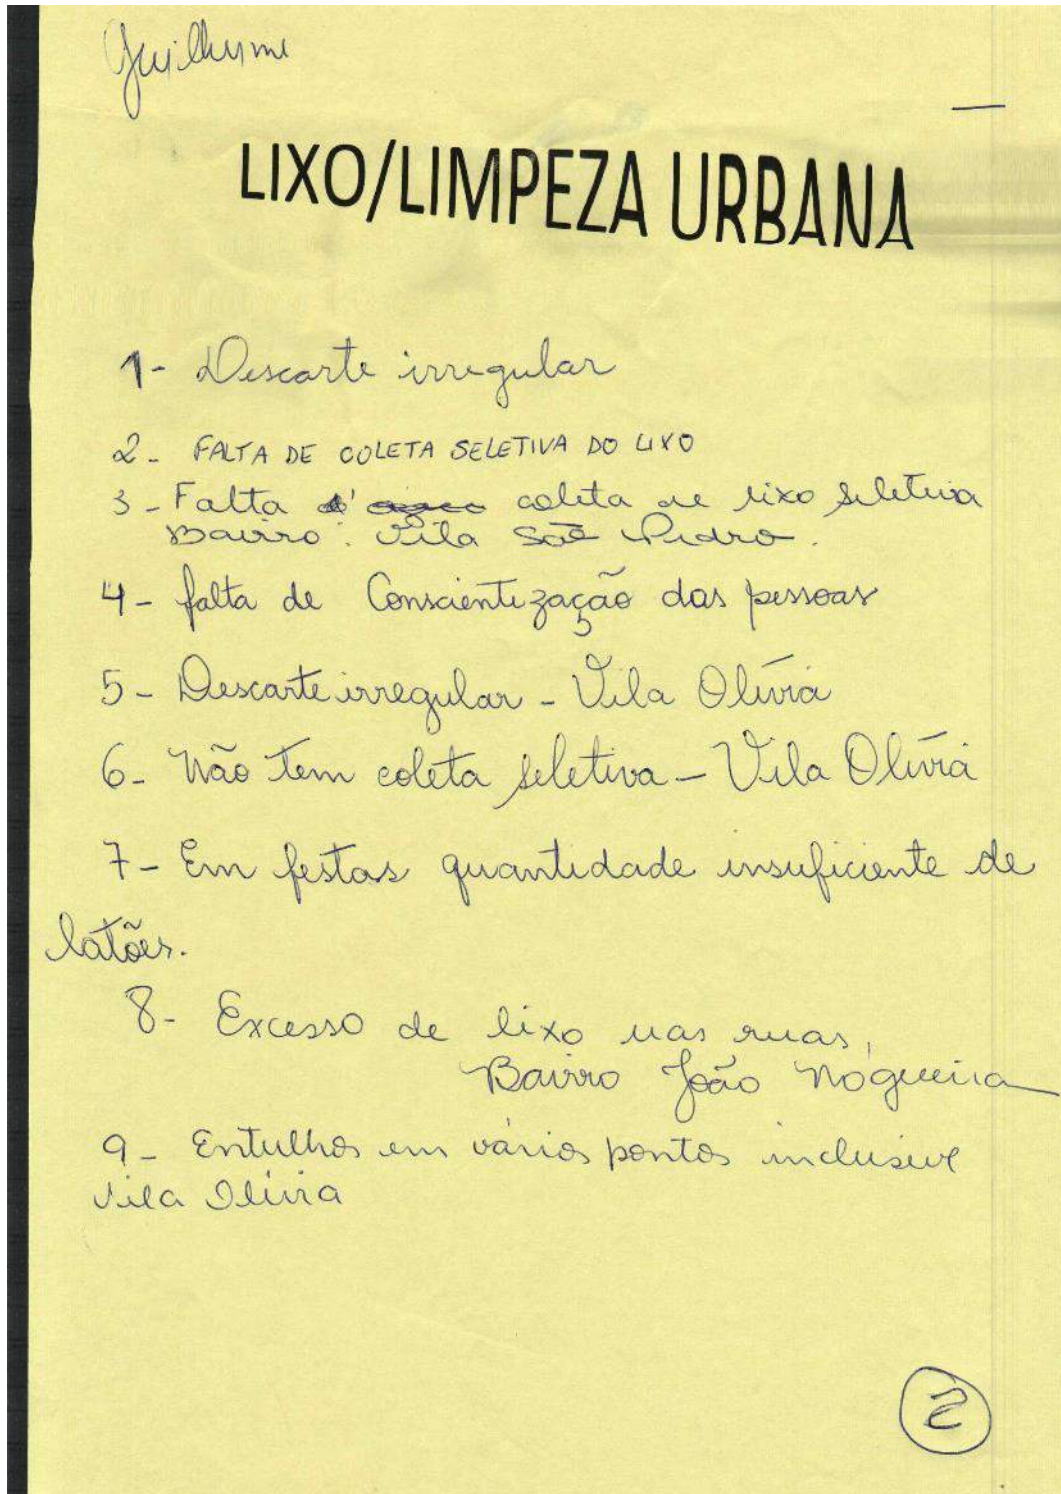 Guilherme
LIXO/LIMPEZA URBANA
1- Descarte irregular
2- FALTA DE COLETA SELETIVA DO LIXO
3- Falta coleta de lixo seletiva
Bairro: Vila São Pedro.
4- falta de Conscientização das pessoas
5- Descarte irregular - Vila Olívia
6- Não tem coleta seletiva - Vila Olívia
7- Em festas quantidade insuficiente de
latões.
8- Excesso de lixo nas ruas,
Bairro João Nogueira
9- Entulhos em vários pontos inclusive
Vila Olívia
2